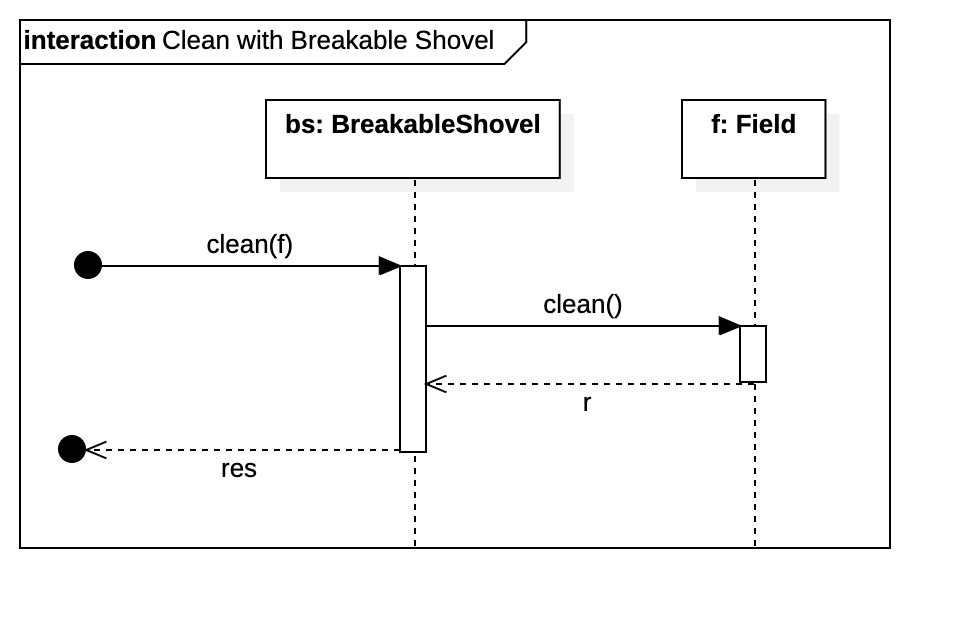 interaction Clean with Breakable Shovel
bs: BreakableShovel
f: Field
clean(f)
clean()
r
res